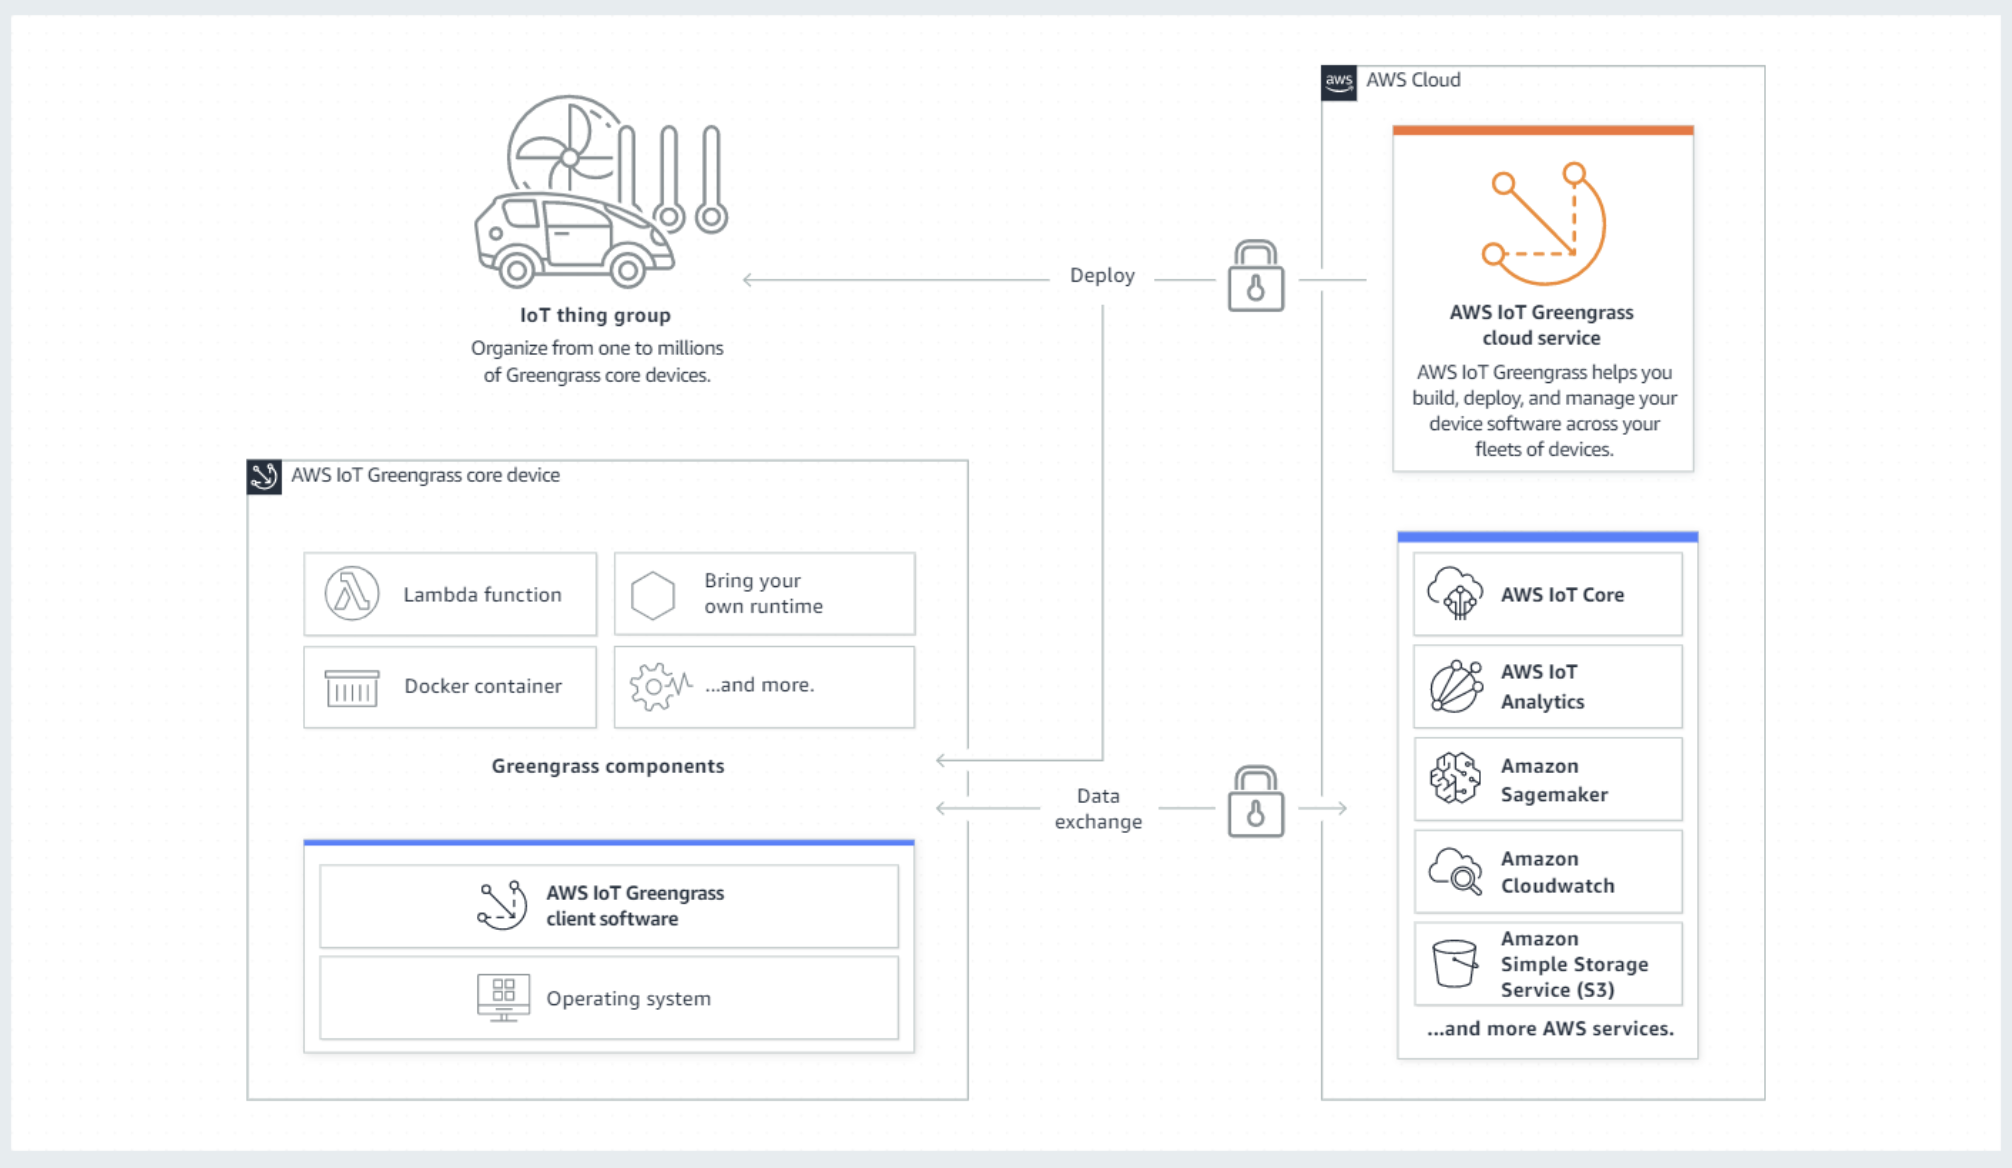 aws
AWS Cloud
AWS IoT Greengrass
cloud service
AWS IoT Greengrass helps you
build, deploy, and manage your
device software across your
fleets of devices.
Deploy
IoT thing group
Organize from one to millions
of Greengrass core devices.
AWS IoT Greengrass core device
Lambda function
Bring your
own runtime
Docker container
...and more.
Greengrass components
AWS IoT Greengrass
client software
Operating system
Data
exchange
AWS IoT Core
AWS IoT
Analytics
Amazon
Sagemaker
Amazon
Cloudwatch
Amazon
Simple Storage
Service (S3)
...and more AWS services.